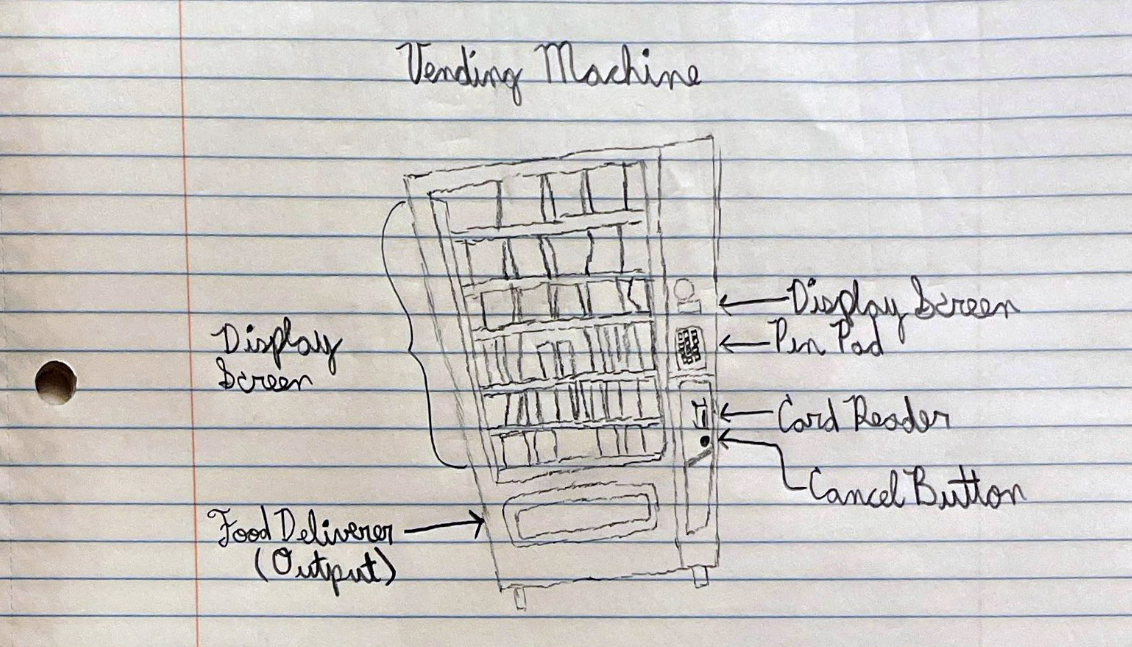 Vending Machine
Display Screen
Pin Pad
Display
Screen
Card Reader
Cancel Button
Food Deliverer
(Output)